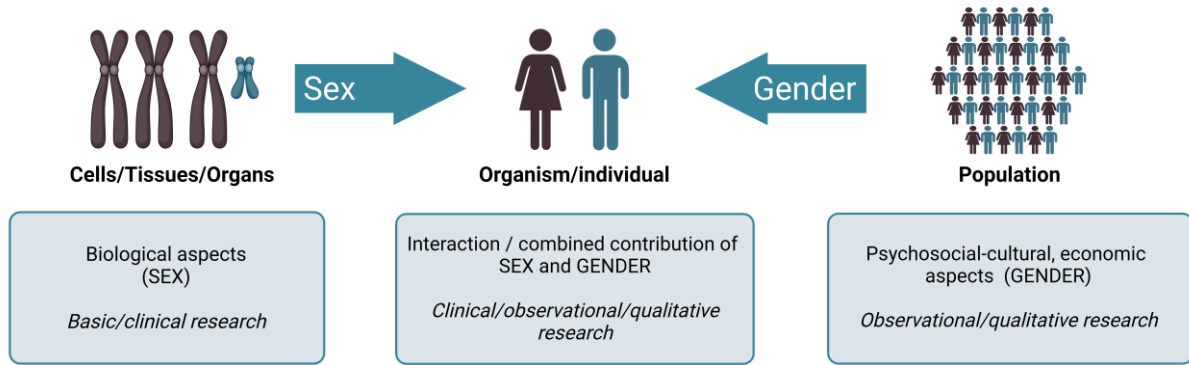 Sex
Gender
Cells/Tissues/Organs
Organism/individual
Population
Biological aspects
(SEX)
Basic/clinical research
Interaction / combined contribution of
SEX and GENDER
Clinical/observational/qualitative
research
Psychosocial-cultural, economic
aspects (GENDER)
Observational/qualitative research